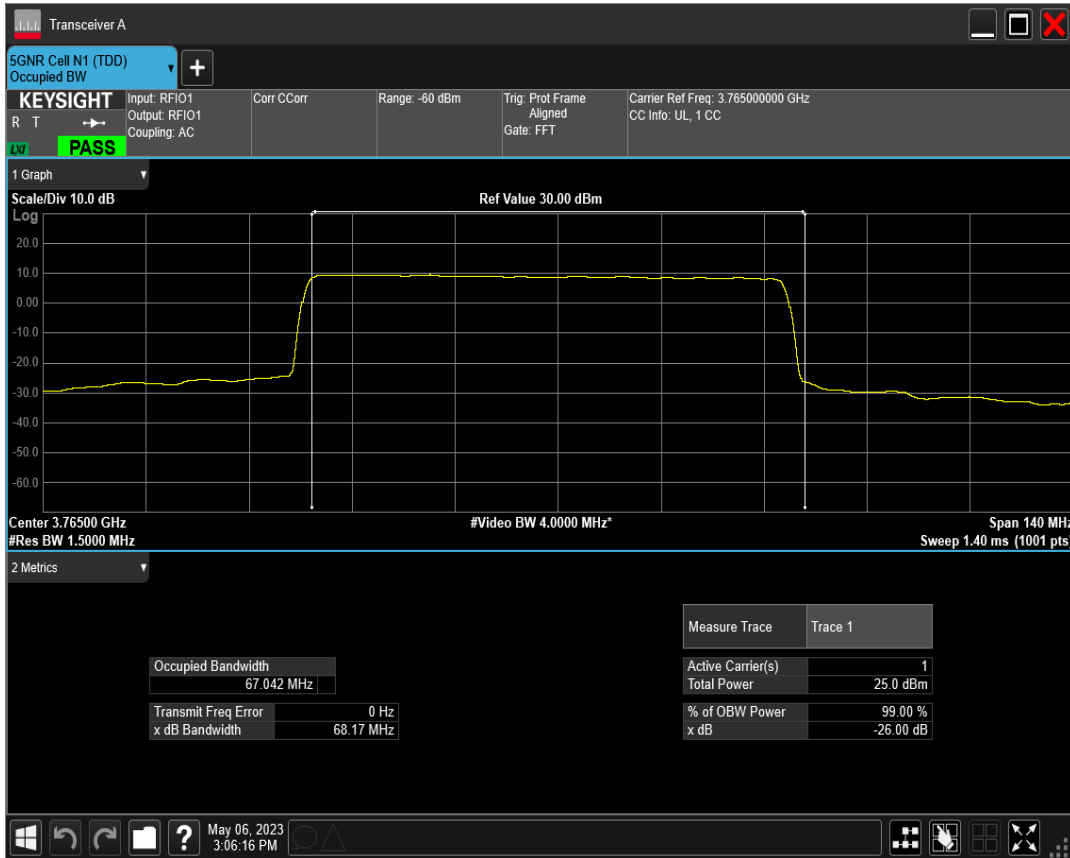 Transceiver A
5GNR Cell N1 (TDD)
Occupied BW
+
KEYSIGHT
R T
LXI
PASS
Input: RFIO1
Output: RFIO1
Coupling: AC
Corr CCorr
Range: -60 dBm
Trig: Prot Frame
Aligned
Gate: FFT
Carrier Ref Freq: 3.765000000 GHz
CC Info: UL, 1 CC
1 Graph
Scale/Div 10.0 dB
Ref Value 30.00 dBm
Log
20.0
10.0
0.00
-10.0
-20.0
-30.0
-40.0
-50.0
-60.0
Center 3.76500 GHz
#Video BW 4.0000 MHz*
Span 140 MHz
#Res BW 1.5000 MHz
Sweep 1.40 ms (1001 pts)
2 Metrics
Measure Trace Trace 1
Occupied Bandwidth
67.042 MHz
Active Carrier(s) 1
Total Power 25.0 dBm
Transmit Freq Error 0 Hz
x dB Bandwidth 68.17 MHz
% of OBW Power 99.00 %
x dB -26.00 dB
?
May 06, 2023
3:06:16 PM